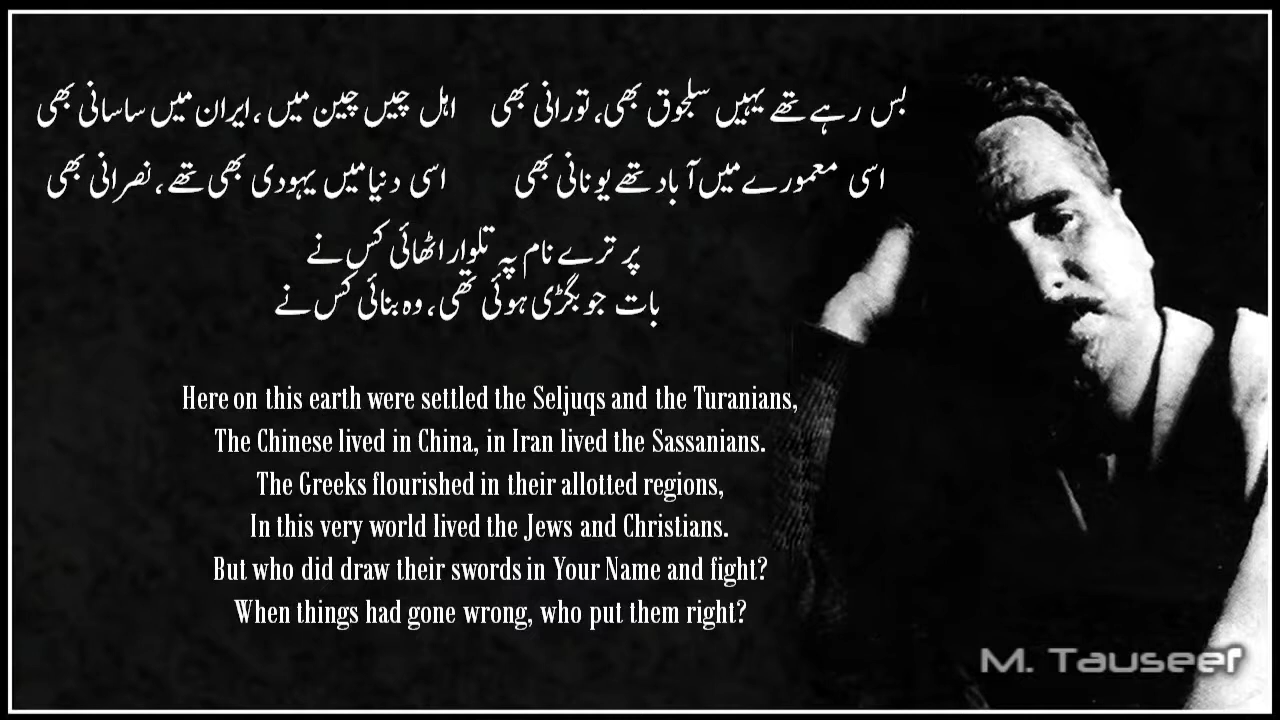 بس رہے تھے یہیں سلجوق بھی، تورانی بھی    اہل چیں چین میں، ایران میں ساسانی بھی
اسی معمورے میں آباد تھے یونانی بھی    اسی دنیا میں یہودی بھی تھے، نصرانی بھی
پر ترے نام پہ تلوار اٹھائی کس نے
بات جو بگڑی ہوئی تھی، وہ بنائی کس نے
Here on this earth were settled the Seljuqs and the Turanians,
The Chinese lived in China, in Iran lived the Sassanians.
The Greeks flourished in their allotted regions,
In this very world lived the Jews and Christians.
But who did draw their swords in Your Name and fight?
When things had gone wrong, who put them right?
M. Tauseef